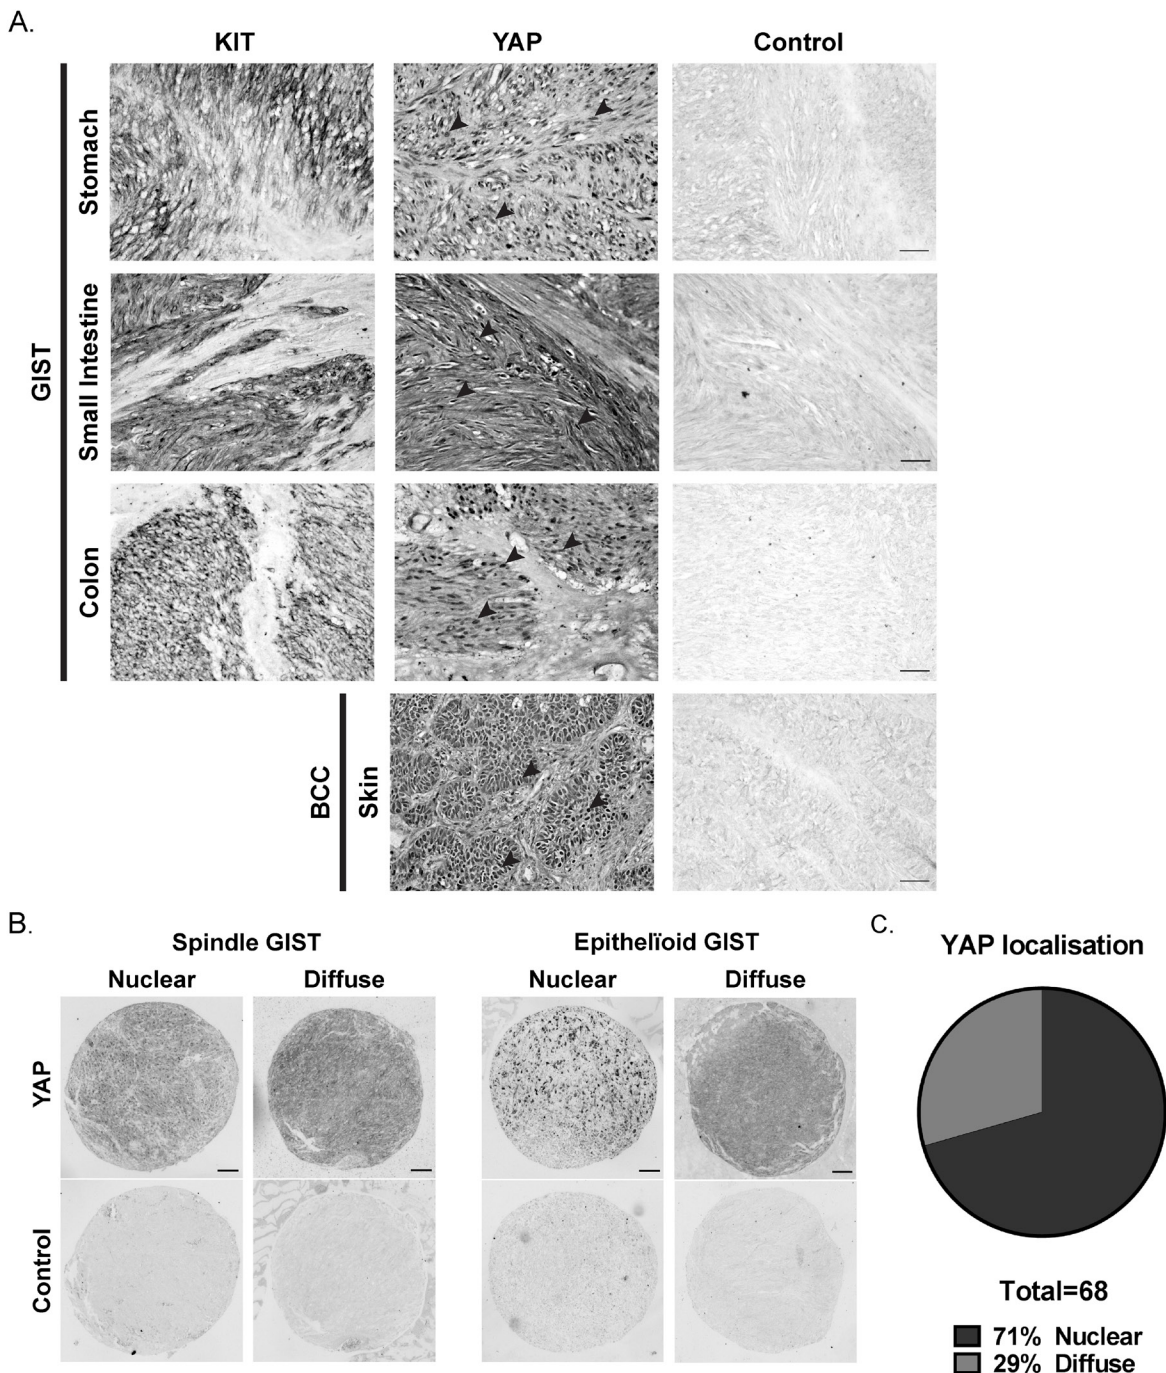 A.
KIT
YAP
Control
GIST
Stomach
Small Intestine
Colon
BCC
Skin
B.
Spindle GIST
Epithelïoid GIST
Nuclear
Diffuse
Nuclear
Diffuse
YAP
Control
C.
YAP localisation
Total=68
71% Nuclear
29% Diffuse